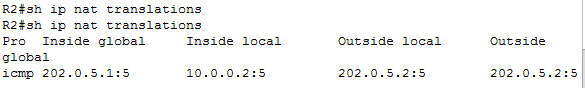 R2#sh ip nat translations
R2#sh ip nat translations
Pro  Inside global     Inside local       Outside local      Outside
global
icmp 202.0.5.1:5       10.0.0.2:5         202.0.5.2:5        202.0.5.2:5